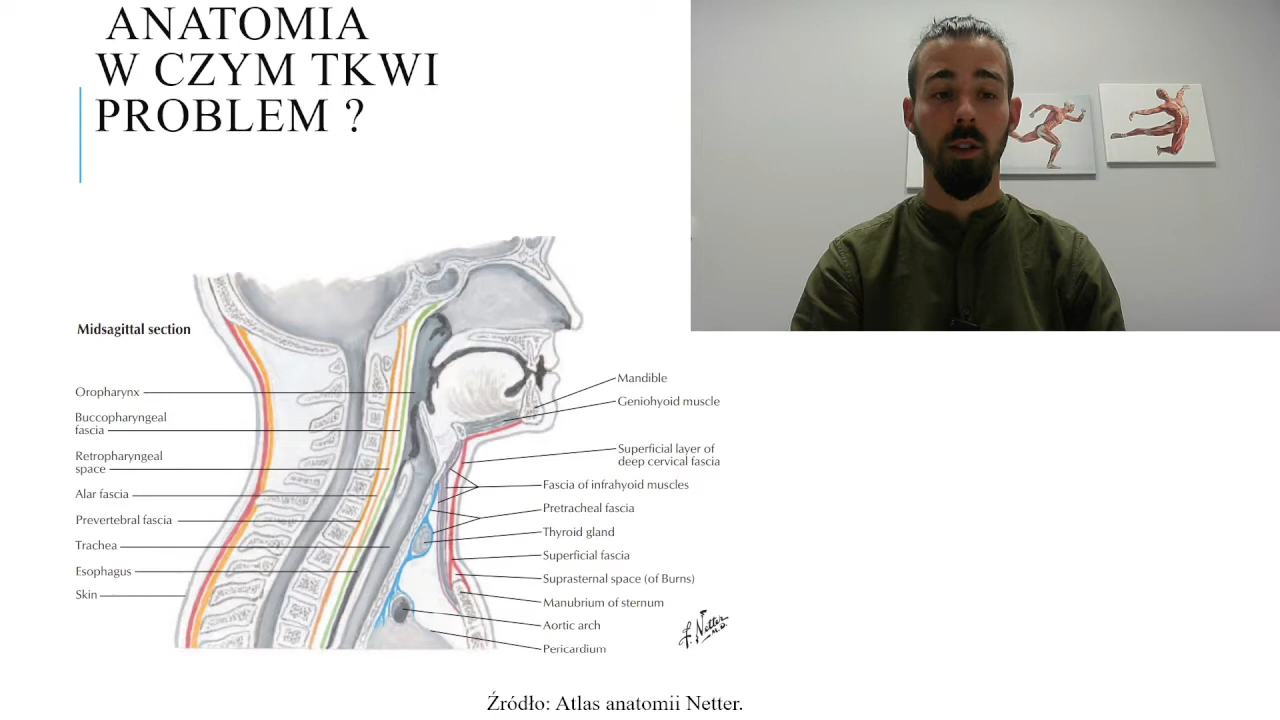 ANATOMIA
W CZYM TKWI
PROBLEM ?
Midsagittal section
Oropharynx
Buccopharyngeal
fascia
Retropharyngeal
space
Alar fascia
Prevertebral fascia
Trachea
Esophagus
Skin
Mandible
Geniohyoid muscle
Superficial layer of
deep cervical fascia
Fascia of infrahyoid muscles
Pretracheal fascia
Thyroid gland
Superficial fascia
Suprasternal space (of Burns)
Manubrium of sternum
Aortic arch
Pericardium
F. Netter
M.D.
Źródło: Atlas anatomii Netter.